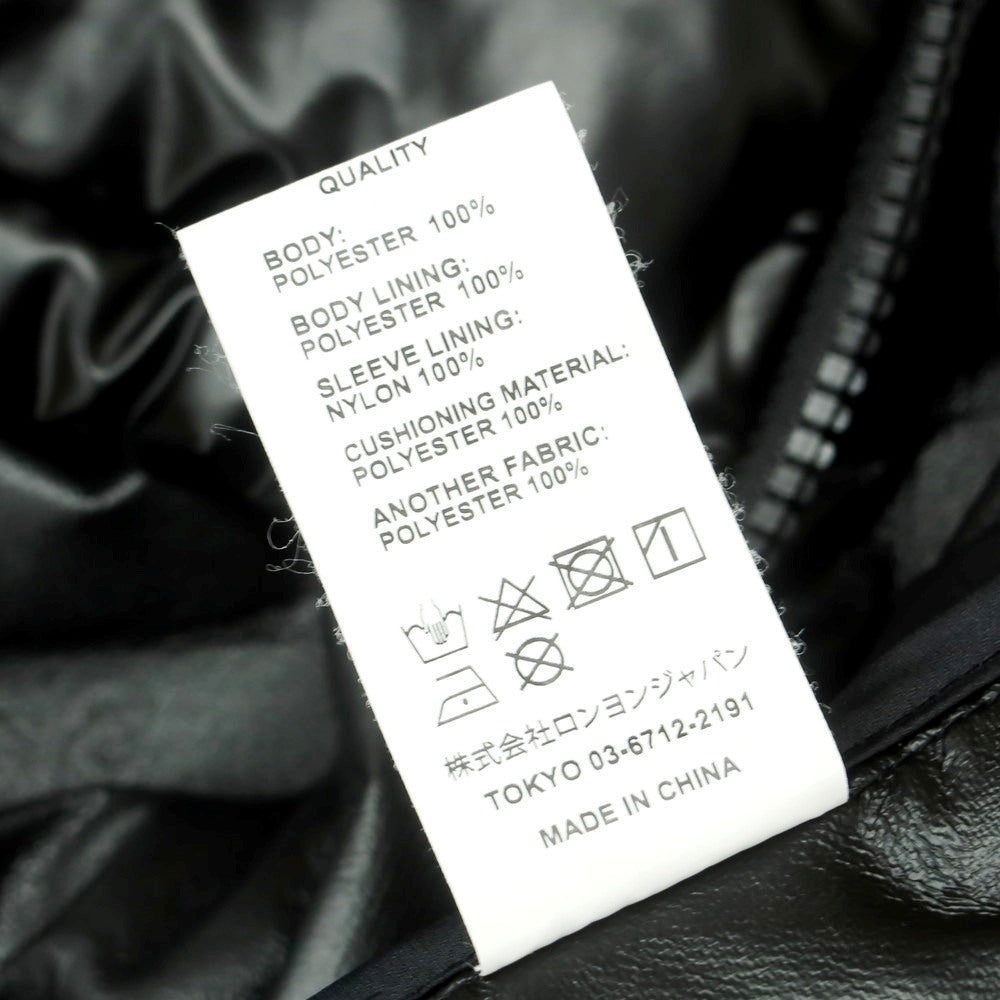 QUALITY
BODY:
POLYESTER 100%
BODY LINING:
POLYESTER 100%
SLEEVE LINING:
NYLON 100%
CUSHIONING MATERIAL:
POLYESTER 100%
ANOTHER FABRIC:
POLYESTER 100%
株式会社ロンヨンジャパン
TOKYO 03-6712-2191
MADE IN CHINA